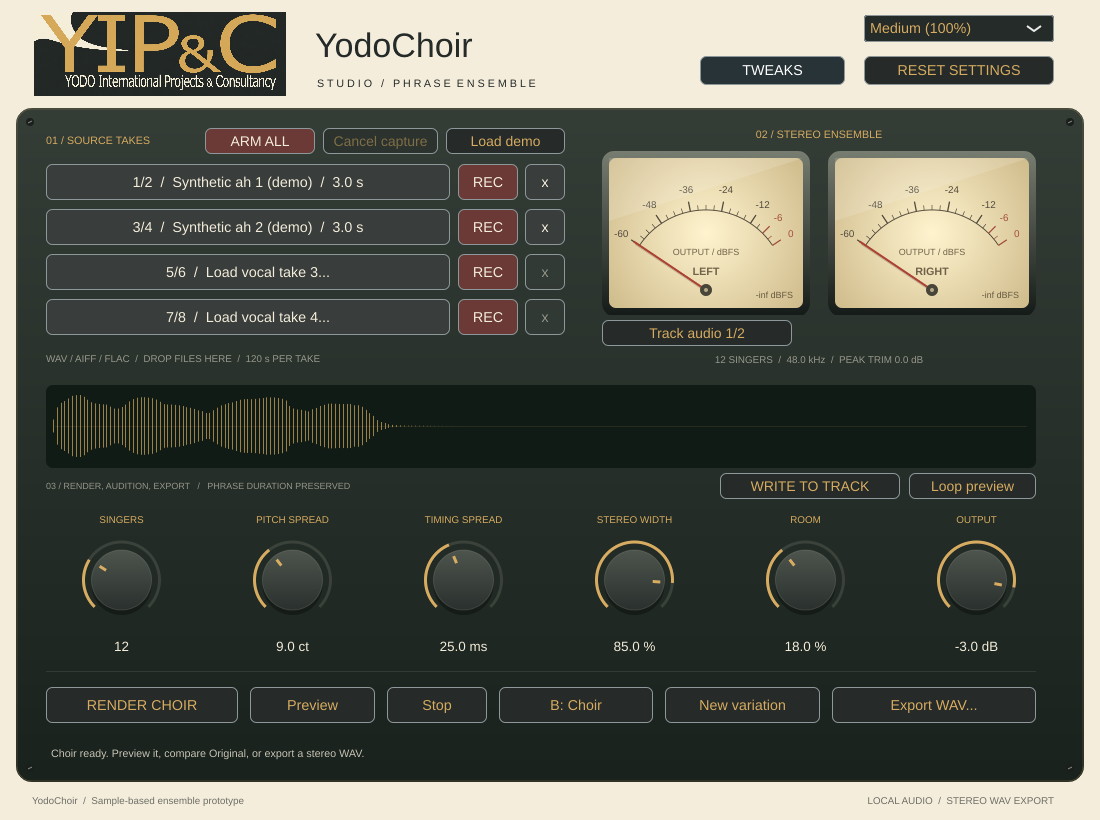 YIP&C
YODO International Projects & Consultancy
YodoChoir
STUDIO / PHRASE ENSEMBLE
Medium (100%)
TWEAKS
RESET SETTINGS
01 / SOURCE TAKES
ARM ALL
Cancel capture
Load demo
1/2 / Synthetic ah 1 (demo) / 3.0 s
REC
x
3/4 / Synthetic ah 2 (demo) / 3.0 s
REC
x
5/6 / Load vocal take 3...
REC
x
7/8 / Load vocal take 4...
REC
x
WAV / AIFF / FLAC / DROP FILES HERE / 120 s PER TAKE
02 / STEREO ENSEMBLE
-60
-48
-36
-24
-12
-6
0
OUTPUT / dBFS
LEFT
-inf dBFS
-60
-48
-36
-24
-12
-6
0
OUTPUT / dBFS
RIGHT
-inf dBFS
Track audio 1/2
12 SINGERS / 48.0 kHz / PEAK TRIM 0.0 dB
03 / RENDER, AUDITION, EXPORT / PHRASE DURATION PRESERVED
WRITE TO TRACK
Loop preview
SINGERS
PITCH SPREAD
TIMING SPREAD
STEREO WIDTH
ROOM
OUTPUT
12
9.0 ct
25.0 ms
85.0 %
18.0 %
-3.0 dB
RENDER CHOIR
Preview
Stop
B: Choir
New variation
Export WAV...
Choir ready. Preview it, compare Original, or export a stereo WAV.
YodoChoir / Sample-based ensemble prototype
LOCAL AUDIO / STEREO WAV EXPORT